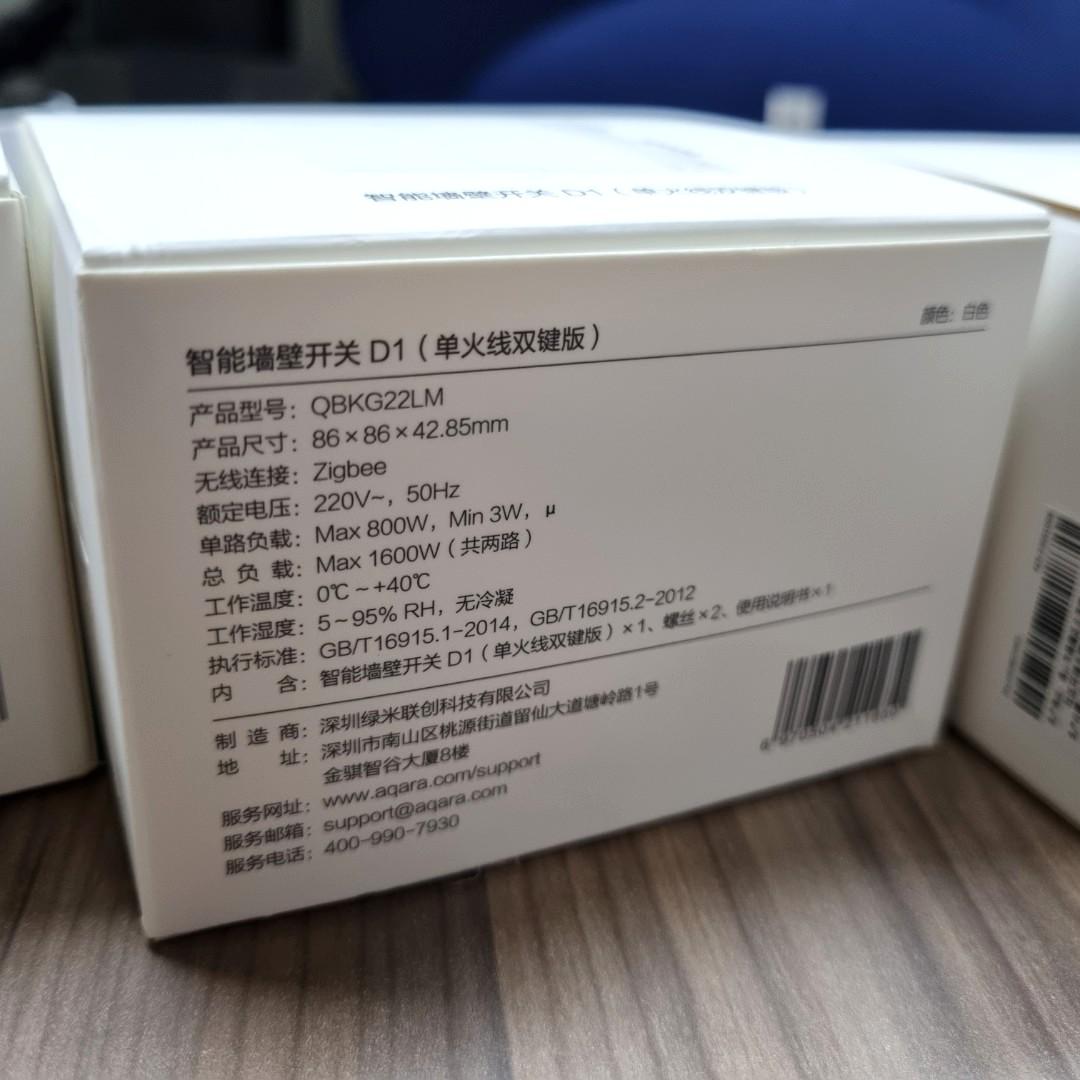 智能墙壁开关 D1（单火线双键版）
智能墙壁开关 D1（单火线双键版）
颜色：白色
产品型号：QBKG22LM
产品尺寸：86×86×42.85mm
无线连接：Zigbee
额定电压：220V~，50Hz
单路负载：Max 800W，Min 3W，μ
总 负 载：Max 1600W（共两路）
工作温度：0℃~+40℃
工作湿度：5~95% RH，无冷凝
执行标准：GB/T16915.1-2014，GB/T16915.2-2012
内 含：智能墙壁开关 D1（单火线双键版）×1、螺丝×2、使用说明书×1
制 造 商：深圳绿米联创科技有限公司
地 址：深圳市南山区桃源街道留仙大道塘岭路1号
金骐智谷大厦8楼
服务网址：www.aqara.com/support
服务邮箱：support@aqara.com
服务电话：400-990-7930